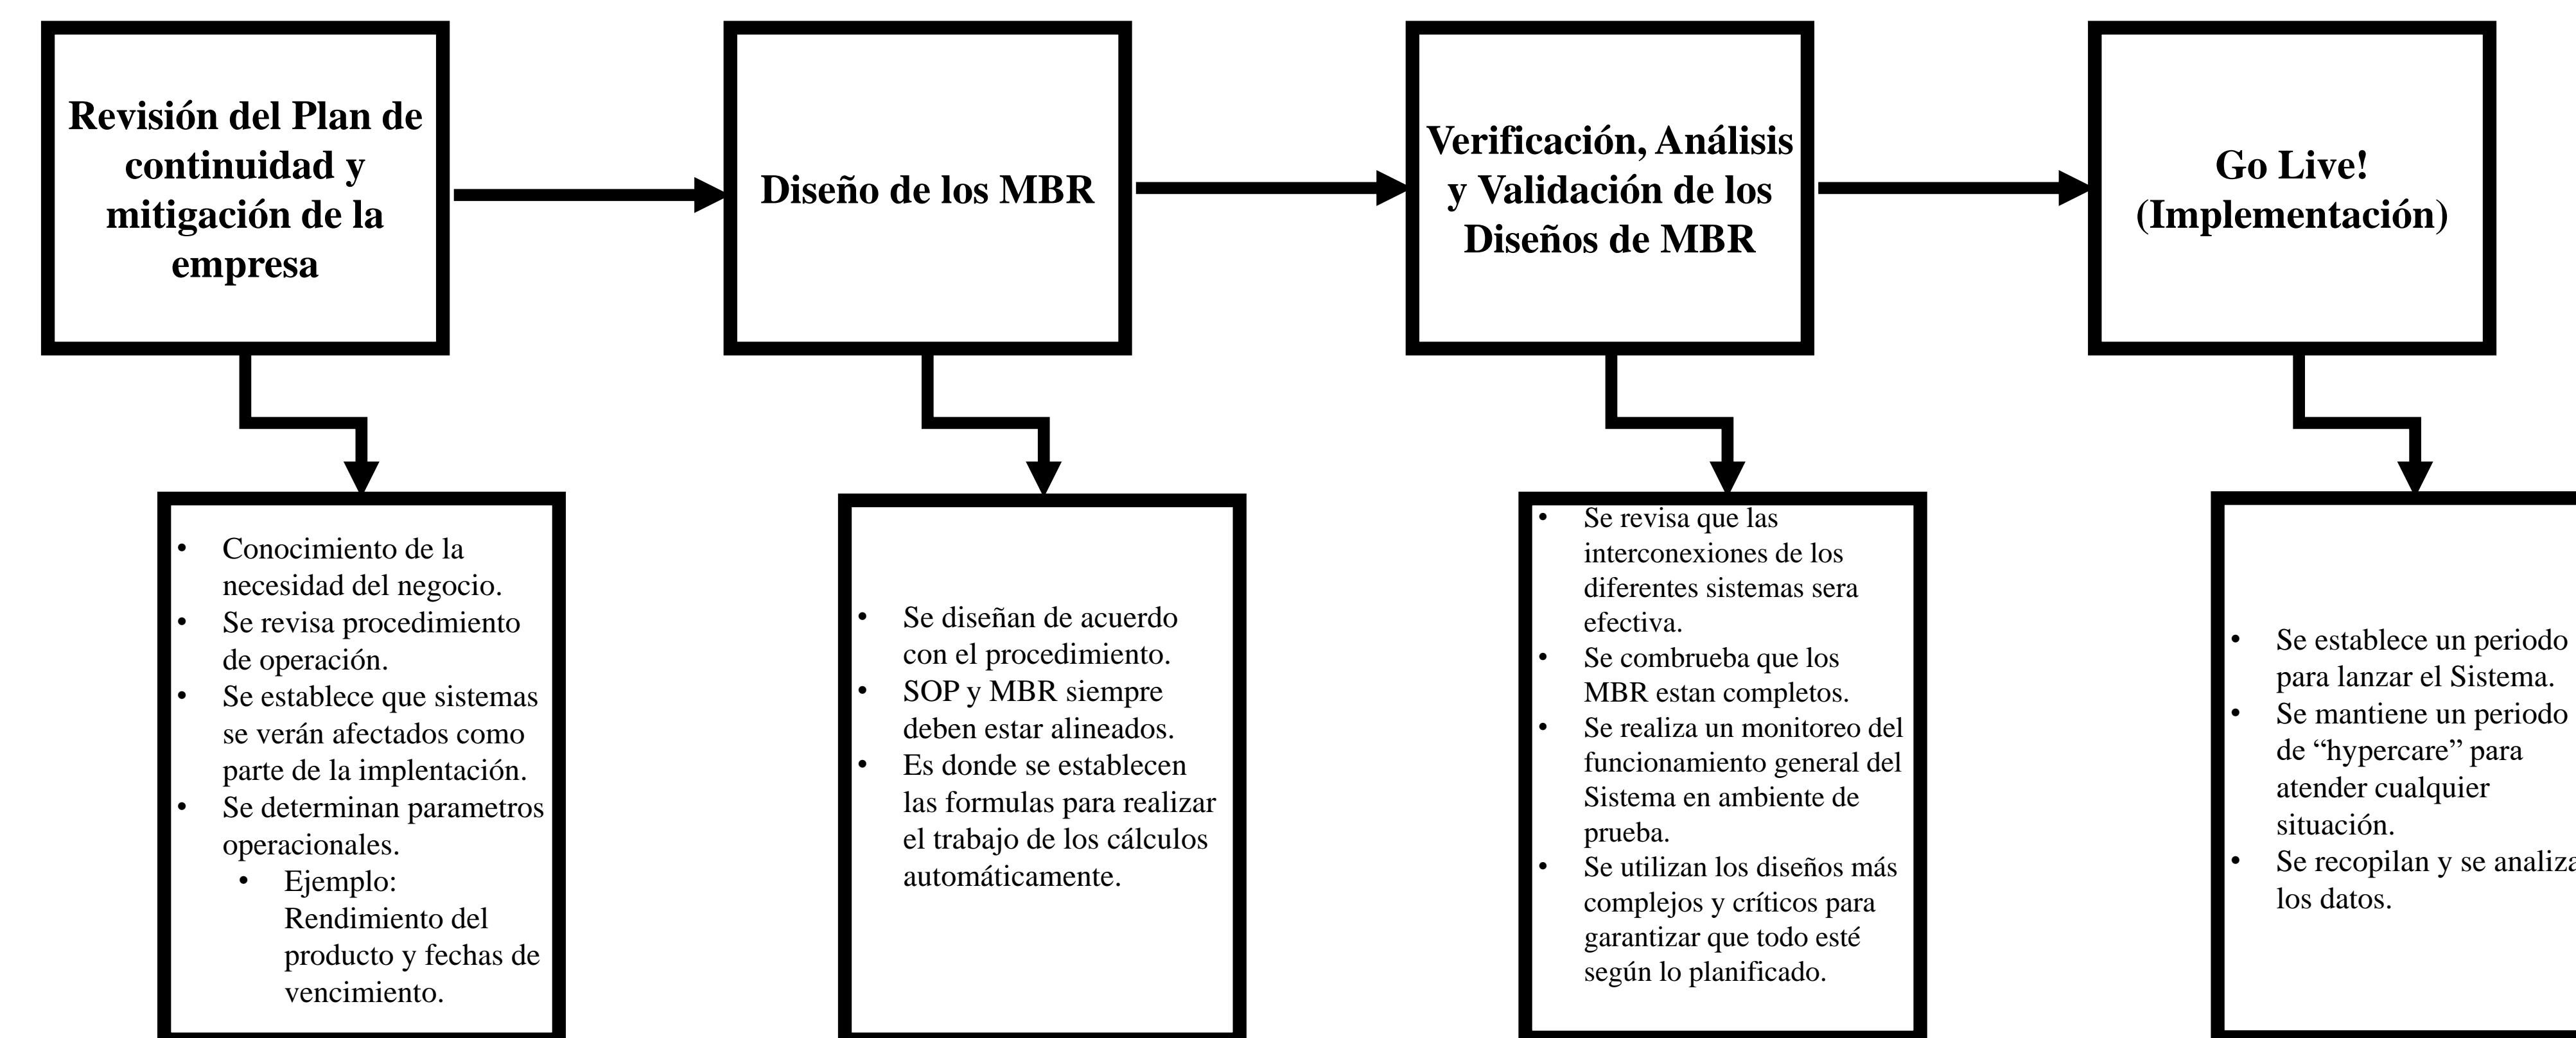 Revisión del Plan de
continuidad y
mitigación de la
empresa
Diseño de los MBR
Verificación, Análisis
y Validación de los
Diseños de MBR
Go Live!
(Implementación)
• Conocimiento de la
necesidad del negocio.
• Se revisa procedimiento
de operación.
• Se establece que sistemas
se verán afectados como
parte de la implentación.
• Se determinan parametros
operacionales.
• Ejemplo:
Rendimiento del
producto y fechas de
vencimiento.
• Se diseñan de acuerdo
con el procedimiento.
• SOP y MBR siempre
deben estar alineados.
• Es donde se establecen
las formulas para realizar
el trabajo de los cálculos
automáticamente.
• Se revisa que las
interconexiones de los
diferentes sistemas sera
efectiva.
• Se combrueba que los
MBR estan completos.
• Se realiza un monitoreo del
funcionamiento general del
Sistema en ambiente de
prueba.
• Se utilizan los diseños más
complejos y críticos para
garantizar que todo esté
según lo planificado.
• Se establece un periodo
para lanzar el Sistema.
• Se mantiene un periodo
de “hypercare” para
atender cualquier
situación.
• Se recopilan y se analiza
los datos.